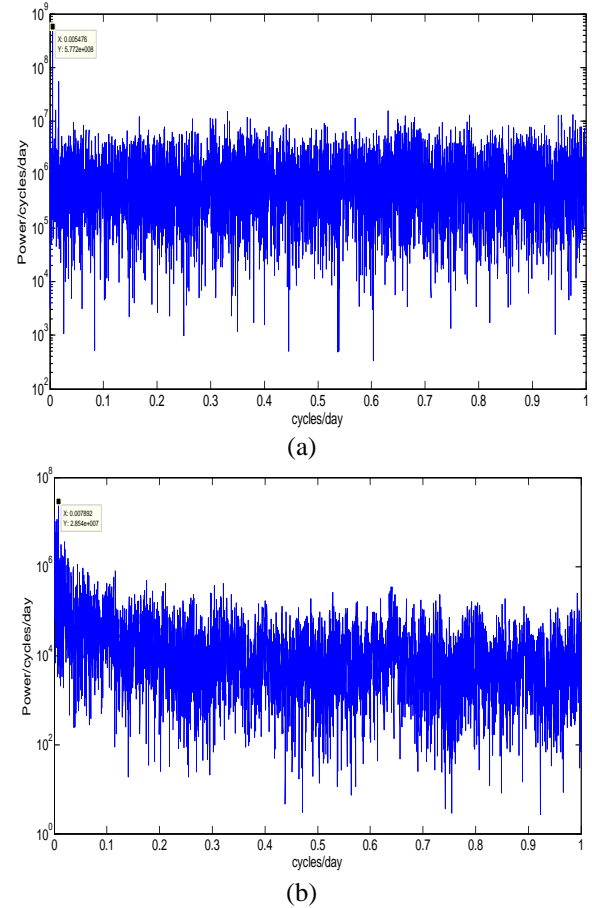 10^9
X: 0.005476
Y: 5.772e+008
10^8
10^7
10^6
10^5
10^4
10^3
10^2
Power/cycles/day
0 0.1 0.2 0.3 0.4 0.5 0.6 0.7 0.8 0.9 1
cycles/day
(a)
10^8
X: 0.007892
Y: 2.854e+007
10^6
10^4
10^2
10^0
Power/cycles/day
0 0.1 0.2 0.3 0.4 0.5 0.6 0.7 0.8 0.9 1
cycles/day
(b)